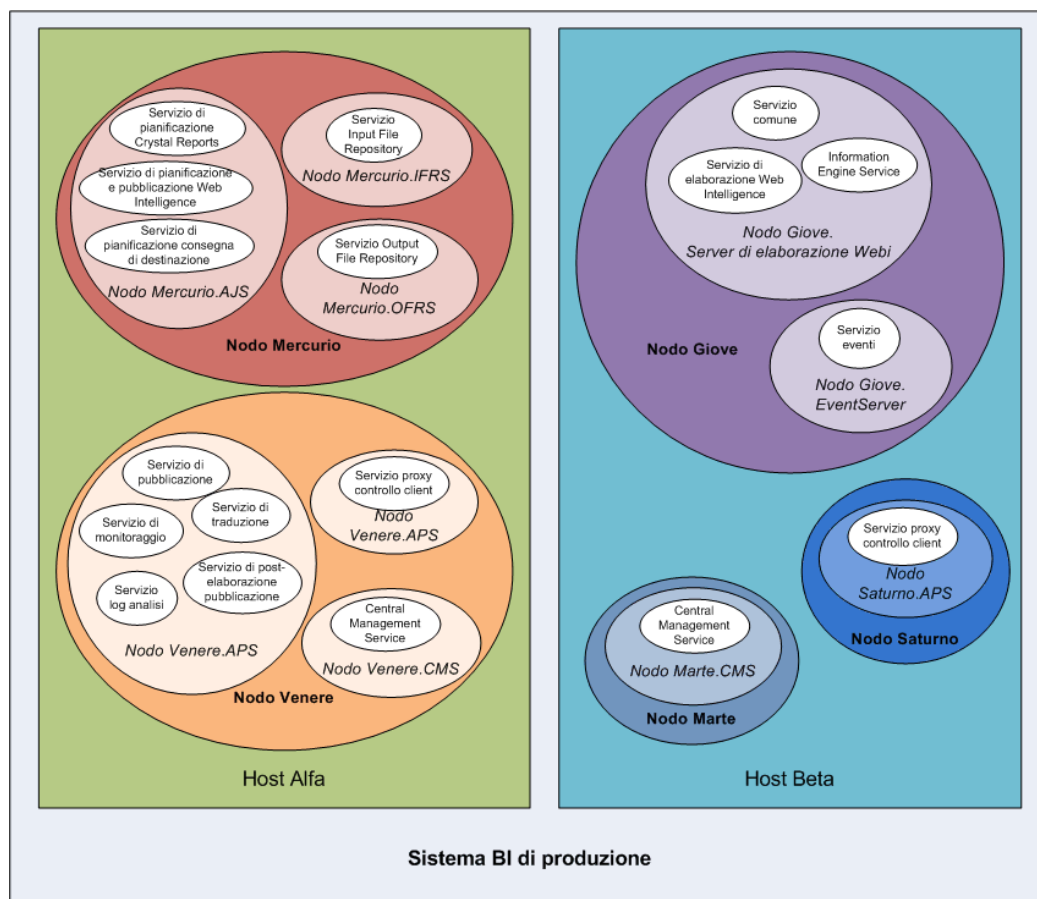 Servizio di
pianificazione
Crystal Reports
Servizio di pianificazione
e pubblicazione Web
Intelligence
Servizio di
pianificazione consegna
di destinazione
Nodo Mercurio.AJS
Servizio
Input File
Repository
Nodo Mercurio.IFRS
Servizio Output
File Repository
Nodo
Mercurio.OFRS
Nodo Mercurio
Servizio di
pubblicazione
Servizio di
traduzione
Servizio di
monitoraggio
Servizio di post-
elaborazione
pubblicazione
Servizio
log analisi
Nodo Venere.APS
Servizio proxy
controllo client
Nodo
Venere.APS
Central
Management
Service
Nodo Venere.CMS
Nodo Venere
Host Alfa
Servizio
comune
Servizio di
elaborazione Web
Intelligence
Information
Engine Service
Nodo Giove.
Server di elaborazione Webi
Nodo Giove
Servizio
eventi
Nodo Giove.
EventServer
Servizio proxy
controllo client
Nodo
Saturno.APS
Nodo Saturno
Central
Management
Service
Nodo Marte.CMS
Nodo Marte
Host Beta
Sistema BI di produzione